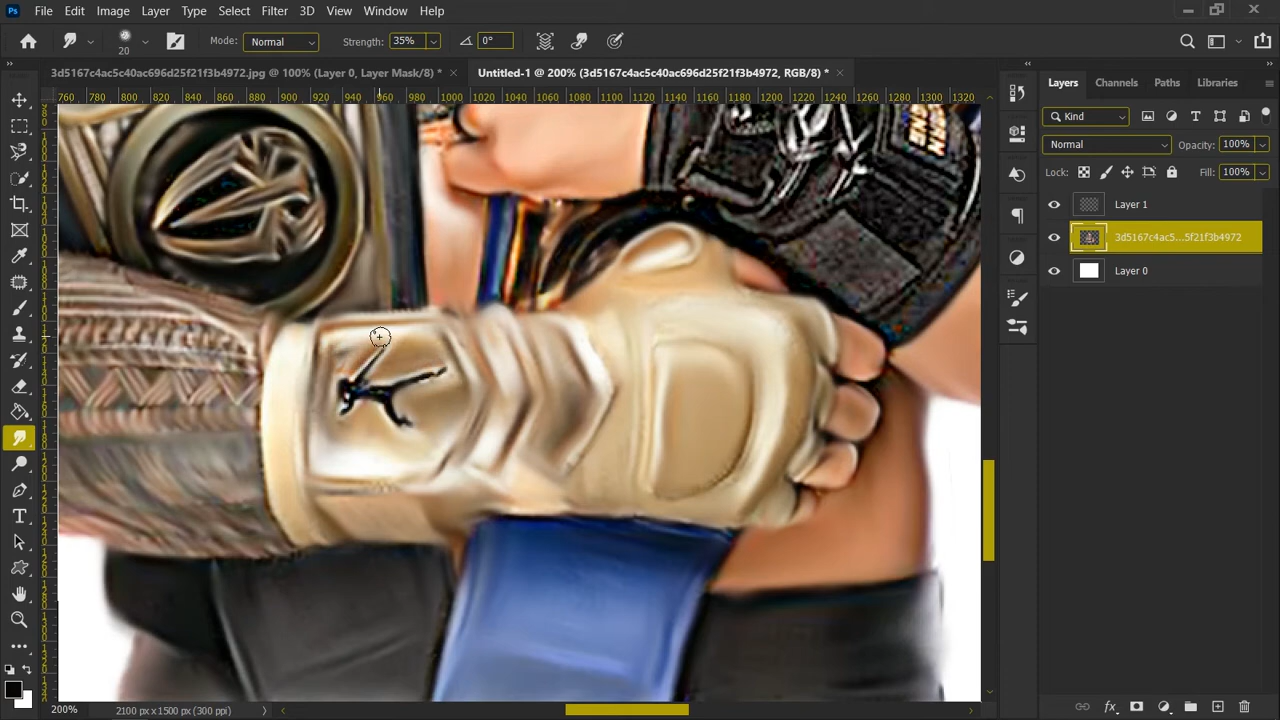 Ps File Edit Image Layer Type Select Filter 3D View Window Help
20 Mode: Normal Strength: 35% 0°
3d5167c4ac5c40ac696d25f21f3b4972.jpg @ 100% (Layer 0, Layer Mask/8) * Untitled-1 @ 200% (3d5167c4ac5c40ac696d25f21f3b4972, RGB/8) *
760 780 800 820 840 860 880 900 920 940 960 980 1000 1020 1040 1060 1080 1100 1120 1140 1160 1180 1200 1220 1240 1260 1280 1300 1320
Layers Channels Paths Libraries
Kind
Normal Opacity: 100%
Lock: Fill: 100%
Layer 1
3d5167c4ac5...5f21f3b4972
Layer 0
200% 2100 px x 1500 px (300 ppi)